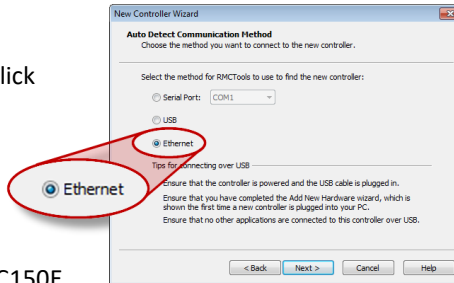 New Controller Wizard
Auto Detect Communication Method
Choose the method you want to connect to the new controller.
lick
Select the method for RMCTools to use to find the new controller:
Serial Port: COM1
USB
Ethernet
Tips for connecting over USB
Ethernet
Ensure that the controller is powered and the USB cable is plugged in.
Ensure that you have completed the Add New Hardware wizard, which is
shown the first time a new controller is plugged into your PC.
Ensure that no other applications are connected to this controller over USB.
C150E
< Back Next > Cancel Help